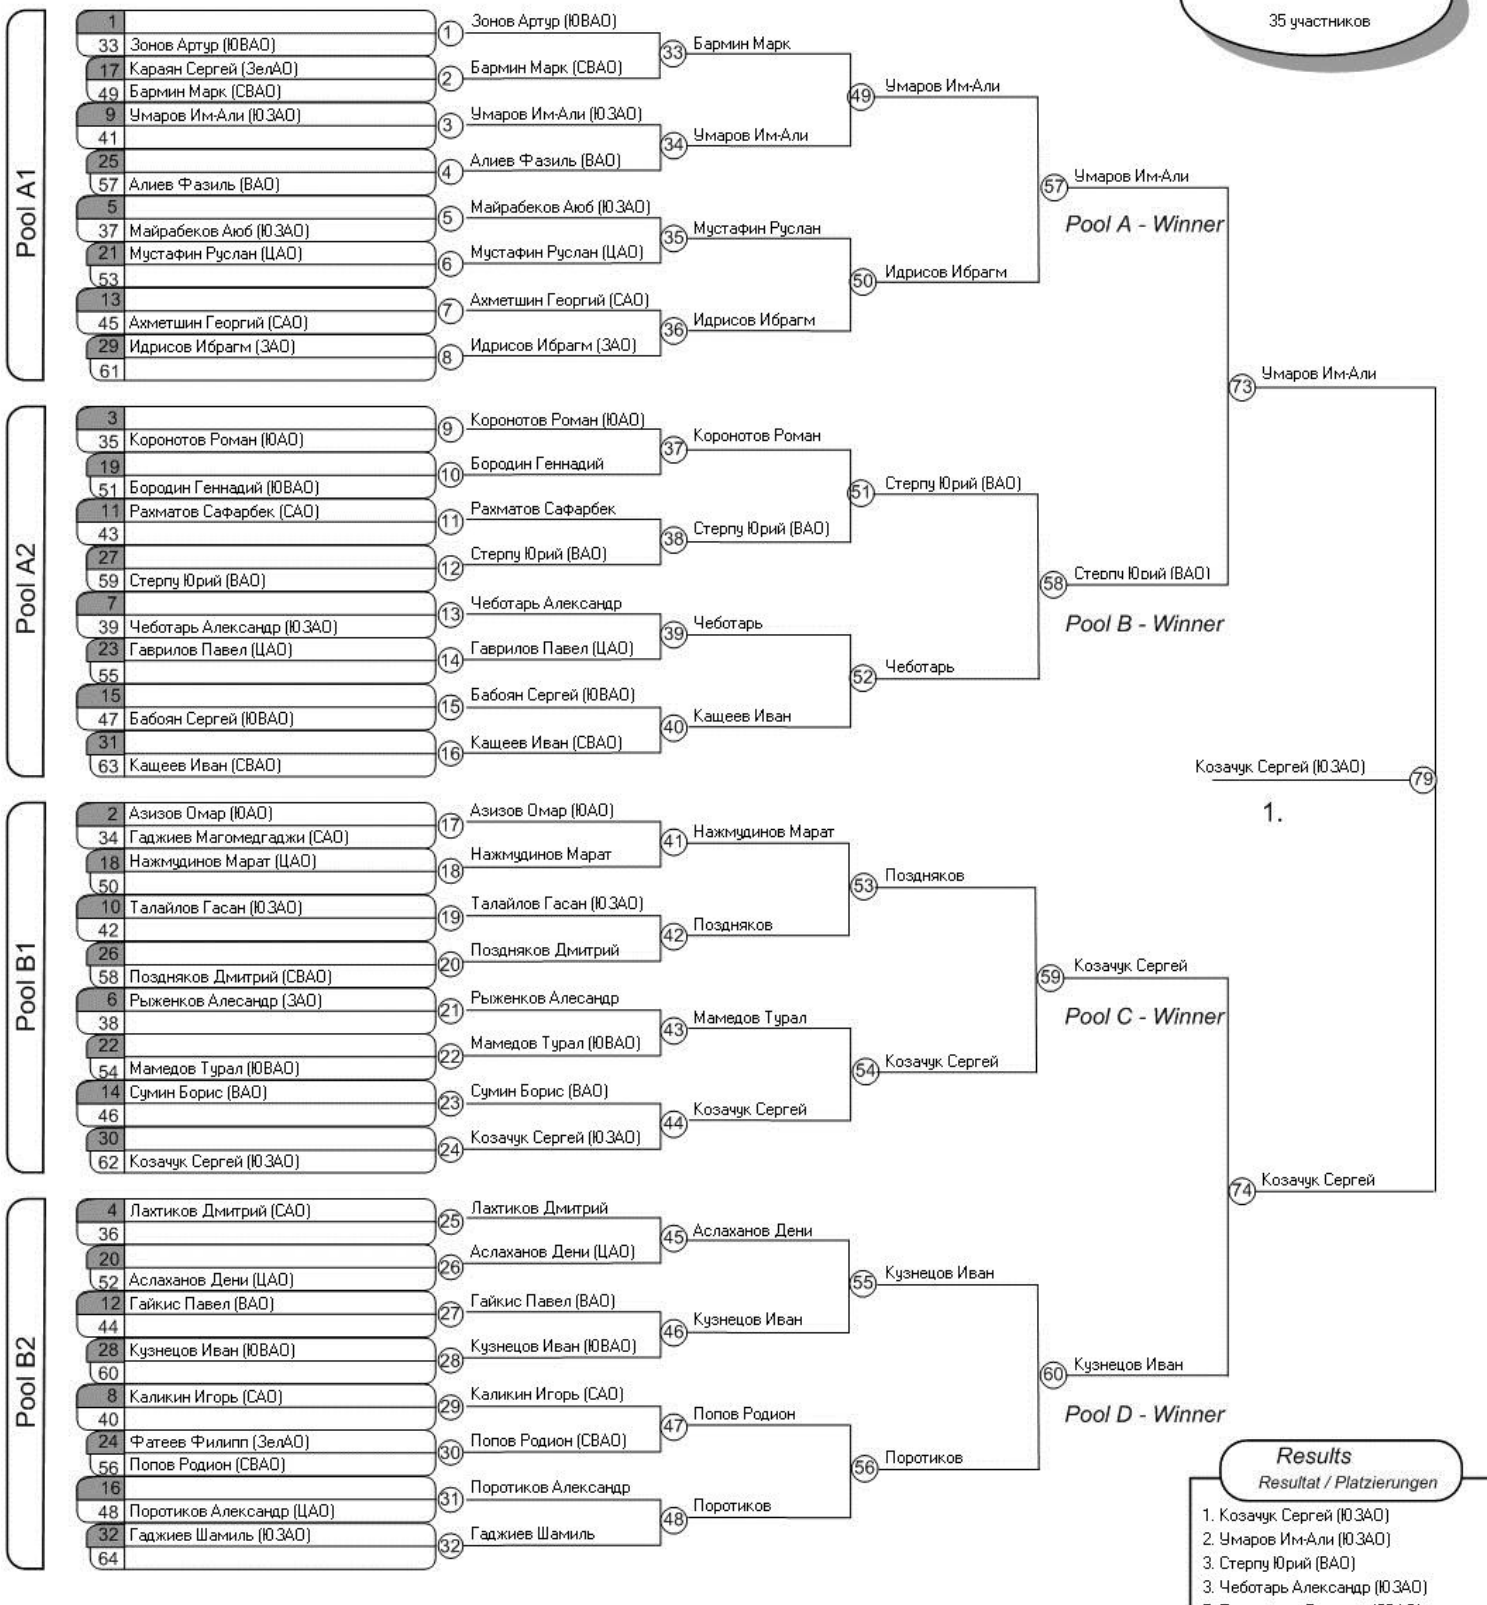 35 участников
Pool A1
1
33 Зонов Артур (ЮВАО)
17 Караян Сергей (ЗелАО)
49 Бармин Марк (СВАО)
9 Умаров Им-Али (ЮЗАО)
41
25
57 Алиев Фазиль (ВАО)
5
37 Майрабеков Аюб (ЮЗАО)
21 Мустафин Руслан (ЦАО)
53
13
45 Ахметшин Георгий (САО)
29 Идрисов Ибрагм (ЗАО)
61
1 Зонов Артур (ЮВАО)
2 Бармин Марк (СВАО)
3 Умаров Им-Али (ЮЗАО)
4 Алиев Фазиль (ВАО)
5 Майрабеков Аюб (ЮЗАО)
6 Мустафин Руслан (ЦАО)
7 Ахметшин Георгий (САО)
8 Идрисов Ибрагм (ЗАО)
33 Бармин Марк
34 Умаров Им-Али
35 Мустафин Руслан
36 Идрисов Ибрагм
49 Умаров Им-Али
50 Идрисов Ибрагм
57 Умаров Им-Али
Pool A - Winner
Pool A2
3
35 Коронотов Роман (ЮАО)
19
51 Бородин Геннадий (ЮВАО)
11 Рахматов Сафарбек (САО)
43
27
59 Стерпу Юрий (ВАО)
7
39 Чеботарь Александр (ЮЗАО)
23 Гаврилов Павел (ЦАО)
55
15
47 Бабоян Сергей (ЮВАО)
31
63 Кащеев Иван (СВАО)
9 Коронотов Роман (ЮАО)
10 Бородин Геннадий
11 Рахматов Сафарбек
12 Стерпу Юрий (ВАО)
13 Чеботарь Александр
14 Гаврилов Павел (ЦАО)
15 Бабоян Сергей (ЮВАО)
16 Кащеев Иван (СВАО)
37 Коронотов Роман
38 Стерпу Юрий (ВАО)
39 Чеботарь
40 Кащеев Иван
51 Стерпу Юрий (ВАО)
52 Чеботарь
58 Стерпу Юрий (ВАО)
Pool B - Winner
73 Умаров Им-Али
Козачук Сергей (ЮЗАО) 79
1.
Pool B1
2 Азизов Омар (ЮАО)
34 Гаджиев Магомедгаджи (САО)
18 Нажмудинов Марат (ЦАО)
50
10 Талайлов Гасан (ЮЗАО)
42
26
58 Поздняков Дмитрий (СВАО)
6 Рыженков Алесандр (ЗАО)
38
22
54 Мамедов Турал (ЮВАО)
14 Сумин Борис (ВАО)
46
30
62 Козачук Сергей (ЮЗАО)
17 Азизов Омар (ЮАО)
18 Нажмудинов Марат
19 Талайлов Гасан (ЮЗАО)
20 Поздняков Дмитрий
21 Рыженков Алесандр
22 Мамедов Турал (ЮВАО)
23 Сумин Борис (ВАО)
24 Козачук Сергей (ЮЗАО)
41 Нажмудинов Марат
42 Поздняков
43 Мамедов Турал
44 Козачук Сергей
53 Поздняков
54 Козачук Сергей
59 Козачук Сергей
Pool C - Winner
Pool B2
4 Лахтиков Дмитрий (САО)
36
20
52 Аслаханов Дени (ЦАО)
12 Гайкис Павел (ВАО)
44
28 Кузнецов Иван (ЮВАО)
60
8 Каликин Игорь (САО)
40
24 Фатеев Филипп (ЗелАО)
56 Попов Родион (СВАО)
16
48 Поротиков Александр (ЦАО)
32 Гаджиев Шамиль (ЮЗАО)
64
25 Лахтиков Дмитрий
26 Аслаханов Дени (ЦАО)
27 Гайкис Павел (ВАО)
28 Кузнецов Иван (ЮВАО)
29 Каликин Игорь (САО)
30 Попов Родион (СВАО)
31 Поротиков Александр
32 Гаджиев Шамиль
45 Аслаханов Дени
46 Кузнецов Иван
47 Попов Родион
48 Поротиков
55 Кузнецов Иван
56 Поротиков
60 Кузнецов Иван
Pool D - Winner
74 Козачук Сергей
Results
Resultat / Platzierungen
1. Козачук Сергей (ЮЗАО)
2. Умаров Им-Али (ЮЗАО)
3. Стерпу Юрий (ВАО)
3. Чеботарь Александр (ЮЗАО)